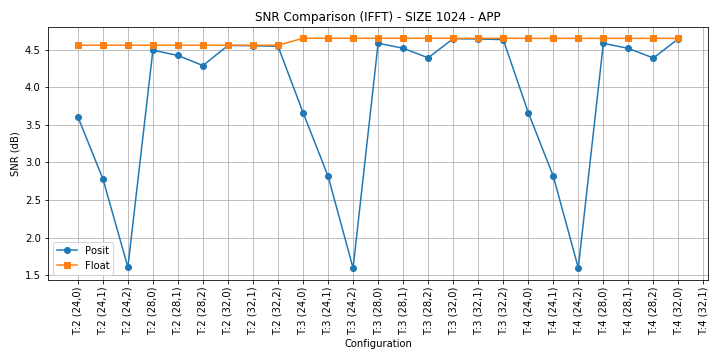 SNR Comparison (IFFT) - SIZE 1024 - APP
SNR (dB)
4.5
4.0
3.5
3.0
2.5
2.0
1.5
Posit
Float
T:2 (24,0)
T:2 (24,1)
T:2 (24,2)
T:2 (28,0)
T:2 (28,1)
T:2 (28,2)
T:2 (32,0)
T:2 (32,1)
T:2 (32,2)
T:3 (24,0)
T:3 (24,1)
T:3 (24,2)
T:3 (28,0)
T:3 (28,1)
T:3 (28,2)
T:3 (32,0)
T:3 (32,1)
T:3 (32,2)
T:4 (24,0)
T:4 (24,1)
T:4 (24,2)
T:4 (28,0)
T:4 (28,1)
T:4 (28,2)
T:4 (32,0)
T:4 (32,1)
Configuration